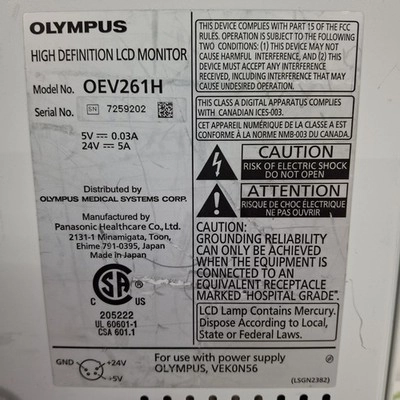 OLYMPUS
HIGH DEFINITION LCD MONITOR
Model No. OEV261H
Serial No. SN 7259202
5V ⎓ 0.03A
24V ⎓ 5A
Distributed by
OLYMPUS MEDICAL SYSTEMS CORP.
Manufactured by
Panasonic Healthcare Co., Ltd.
2131-1 Minamigata, Toon,
Ehime 791-0395, Japan
Made in Japan
SA
205222
UL 60601-1
CSA 601.1
GND
+24V
+5V
THIS DEVICE COMPLIES WITH PART 15 OF THE FCC
RULES. OPERATION IS SUBJECT TO THE FOLLOWING
TWO CONDITIONS: (1) THIS DEVICE MAY NOT CAUSE
HARMFUL INTERFERENCE, AND (2) THIS
DEVICE MUST ACCEPT ANY INTERFERENCE
RECEIVED, INCLUDING INTERFERENCE THAT
MAY CAUSE UNDESIRED OPERATION.
THIS CLASS A DIGITAL APPARATUS COMPLIES
WITH CANADIAN ICES-003.
CET APPAREIL NUMÉRIQUE DE LA CLASSE A EST
CONFORME À LA NORME NMB-003 DU CANADA.
CAUTION
RISK OF ELECTRIC SHOCK
DO NOT OPEN
ATTENTION
RISQUE DE CHOC ÉLECTRIQUE
NE PAS OUVRIR
CAUTION:
GROUNDING RELIABILITY
CAN ONLY BE ACHIEVED
WHEN THE EQUIPMENT IS
CONNECTED TO AN
EQUIVALENT RECEPTACLE
MARKED "HOSPITAL GRADE".
LCD Lamp Contains Mercury.
Dispose According to Local,
State or Federal Laws.
For use with power supply
OLYMPUS, VEK0N56
(LSGN2382)